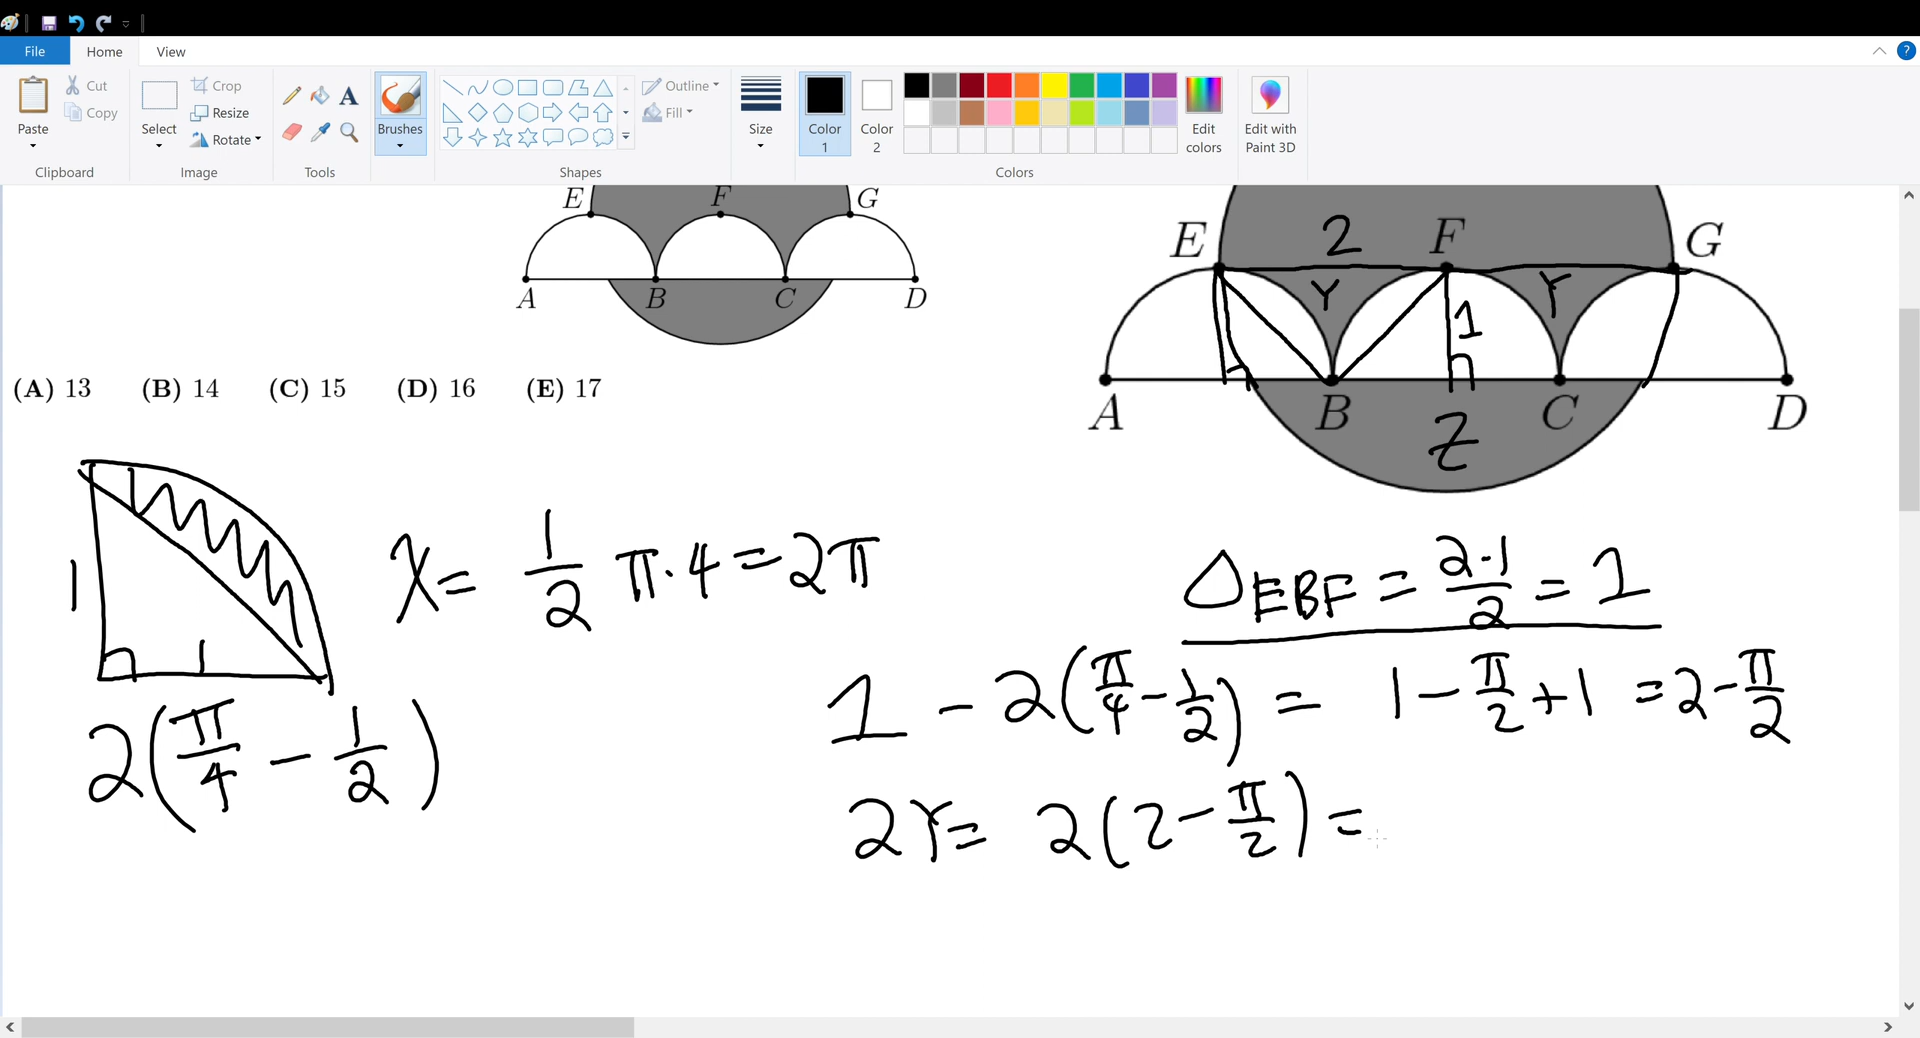 File Home View
Paste
Cut
Copy
Clipboard
Select
Crop
Resize
Rotate
Image
A
Tools
Brushes
Outline
Fill
Shapes
Size
Color 1
Color 2
Edit colors
Edit with Paint 3D
Colors
?
E F G
A B C D
(A) 13 (B) 14 (C) 15 (D) 16 (E) 17
E 2 F G
Y 1 Y
A B C D
Z
1
1
2(π/4 − 1/2)
X = 1/2 π·4 = 2π
△EBF = 2·1/2 = 1
1 − 2(π/4 − 1/2) = 1 − π/2 + 1 = 2 − π/2
2Y = 2(2 − π/2) =